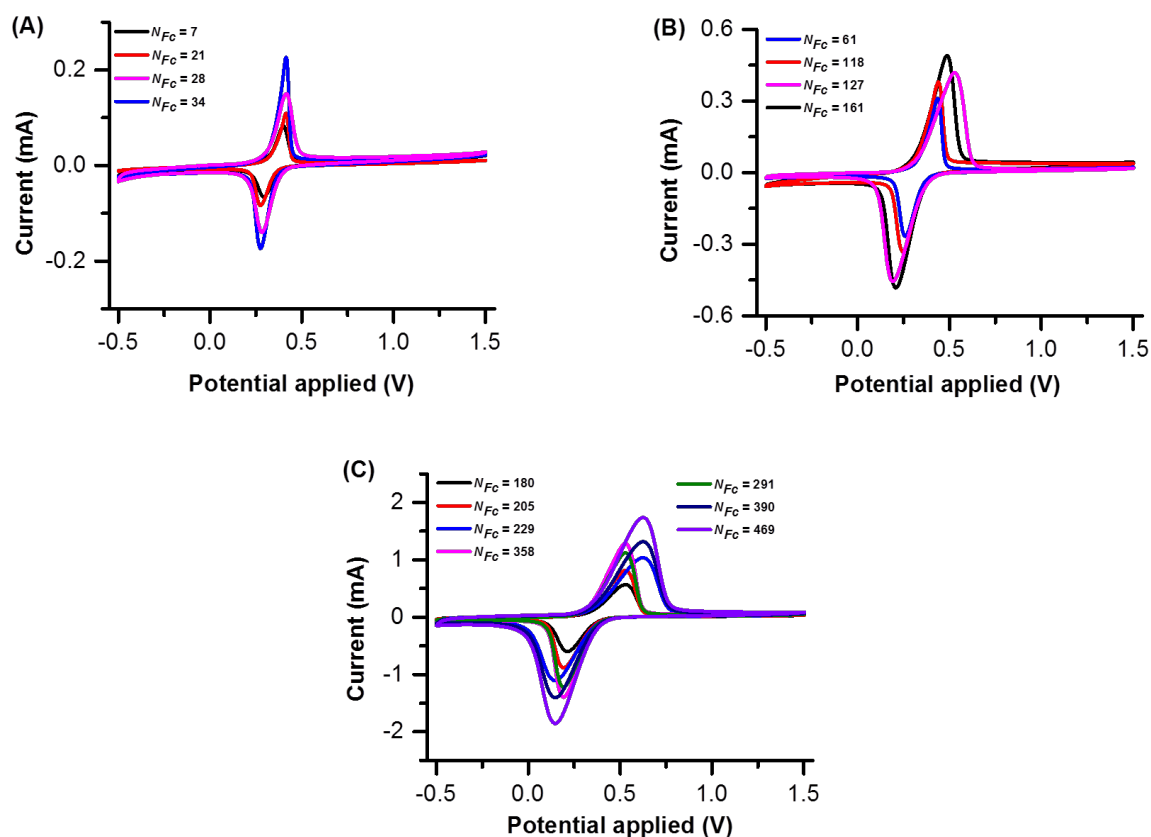 (A)
N_Fc = 7
N_Fc = 21
N_Fc = 28
N_Fc = 34
0.2
0.0
-0.2
Current (mA)
-0.5 0.0 0.5 1.0 1.5
Potential applied (V)
(B)
N_Fc = 61
N_Fc = 118
N_Fc = 127
N_Fc = 161
0.6
0.3
0.0
-0.3
-0.6
Current (mA)
-0.5 0.0 0.5 1.0 1.5
Potential applied (V)
(C)
N_Fc = 180
N_Fc = 205
N_Fc = 229
N_Fc = 358
N_Fc = 291
N_Fc = 390
N_Fc = 469
2
1
0
-1
-2
Current (mA)
-0.5 0.0 0.5 1.0 1.5
Potential applied (V)